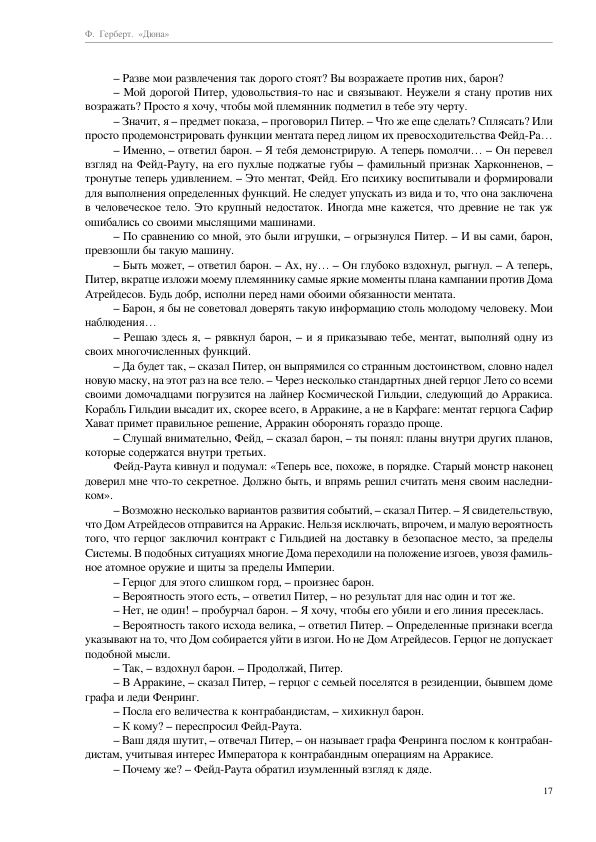 Ф. Герберт. «Дюна»
– Разве мои развлечения так дорого стоят? Вы возражаете против них, барон?
– Мой дорогой Питер, удовольствия-то нас и связывают. Неужели я стану против них
возражать? Просто я хочу, чтобы мой племянник подметил в тебе эту черту.
– Значит, я – предмет показа, – проговорил Питер. – Что же еще сделать? Сплясать? Или
просто продемонстрировать функции ментата перед лицом их превосходительства Фейд-Ра…
– Именно, – ответил барон. – Я тебя демонстрирую. А теперь помолчи… – Он перевел
взгляд на Фейд-Рауту, на его пухлые поджатые губы – фамильный признак Харконненов, –
тронутые теперь удивлением. – Это ментат, Фейд. Его психику воспитывали и формировали
для выполнения определенных функций. Не следует упускать из вида и то, что она заключена
в человеческое тело. Это крупный недостаток. Иногда мне кажется, что древние не так уж
ошибались со своими мыслящими машинами.
– По сравнению со мной, это были игрушки, – огрызнулся Питер. – И вы сами, барон,
превзошли бы такую машину.
– Быть может, – ответил барон. – Ах, ну… – Он глубоко вздохнул, рыгнул. – А теперь,
Питер, вкратце изложи моему племяннику самые яркие моменты плана кампании против Дома
Атрейдесов. Будь добр, исполни перед нами обоими обязанности ментата.
– Барон, я бы не советовал доверять такую информацию столь молодому человеку. Мои
наблюдения…
– Решаю здесь я, – рявкнул барон, – и я приказываю тебе, ментат, выполняй одну из
своих многочисленных функций.
– Да будет так, – сказал Питер, он выпрямился со странным достоинством, словно надел
новую маску, на этот раз на все тело. – Через несколько стандартных дней герцог Лето со всеми
своими домочадцами погрузится на лайнер Космической Гильдии, следующий до Арракиса.
Корабль Гильдии высадит их, скорее всего, в Арракине, а не в Карфаге: ментат герцога Сафир
Хават примет правильное решение, Арракин оборонять гораздо проще.
– Слушай внимательно, Фейд, – сказал барон, – ты понял: планы внутри других планов,
которые содержатся внутри третьих.
Фейд-Раута кивнул и подумал: «Теперь все, похоже, в порядке. Старый монстр наконец
доверил мне что-то секретное. Должно быть, и впрямь решил считать меня своим наследни-
ком».
– Возможно несколько вариантов развития событий, – сказал Питер. – Я свидетельствую,
что Дом Атрейдесов отправится на Арракис. Нельзя исключать, впрочем, и малую вероятность
того, что герцог заключил контракт с Гильдией на доставку в безопасное место, за пределы
Системы. В подобных ситуациях многие Дома переходили на положение изгоев, увозя фамиль-
ное атомное оружие и щиты за пределы Империи.
– Герцог для этого слишком горд, – произнес барон.
– Вероятность этого есть, – ответил Питер, – но результат для нас один и тот же.
– Нет, не один! – пробурчал барон. – Я хочу, чтобы его убили и его линия пресеклась.
– Вероятность такого исхода велика, – ответил Питер. – Определенные признаки всегда
указывают на то, что Дом собирается уйти в изгои. Но не Дом Атрейдесов. Герцог не допускает
подобной мысли.
– Так, – вздохнул барон. – Продолжай, Питер.
– В Арракине, – сказал Питер, – герцог с семьей поселятся в резиденции, бывшем доме
графа и леди Фенринг.
– Посла его величества к контрабандистам, – хихикнул барон.
– К кому? – переспросил Фейд-Раута.
– Ваш дядя шутит, – отвечал Питер, – он называет графа Фенринга послом к контрабан-
дистам, учитывая интерес Императора к контрабандным операциям на Арракисе.
– Почему же? – Фейд-Раута обратил изумленный взгляд к дяде.
17